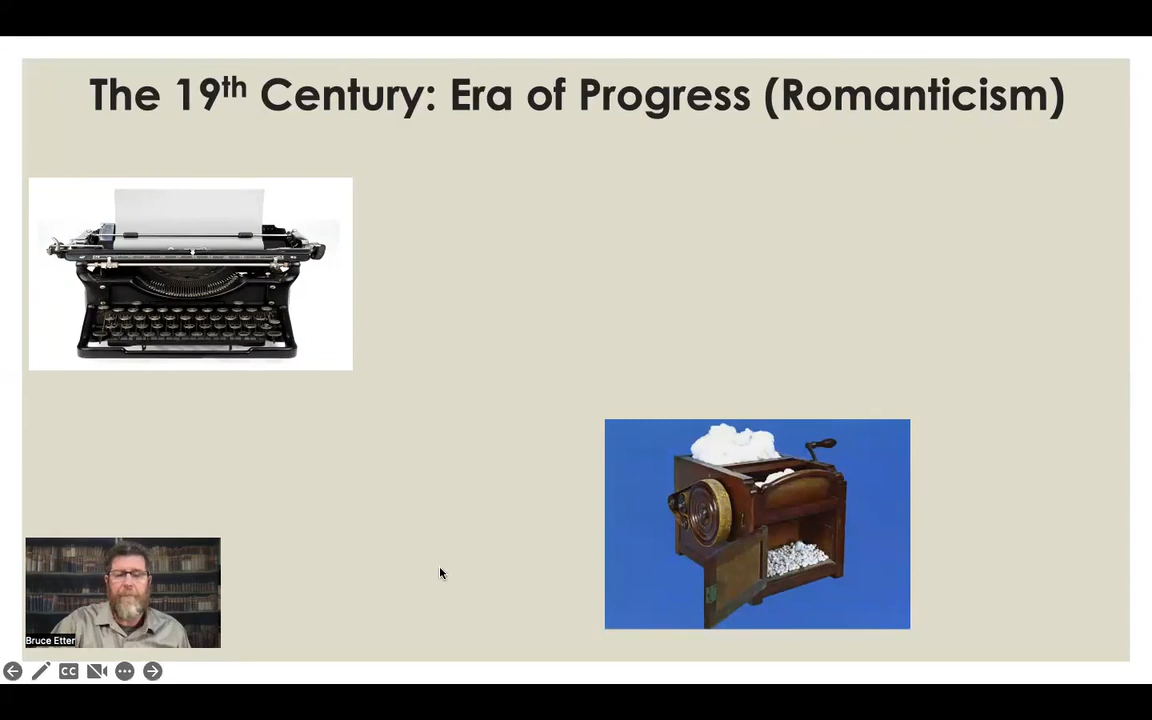 The 19th Century: Era of Progress (Romanticism)
Bruce Etter
CC